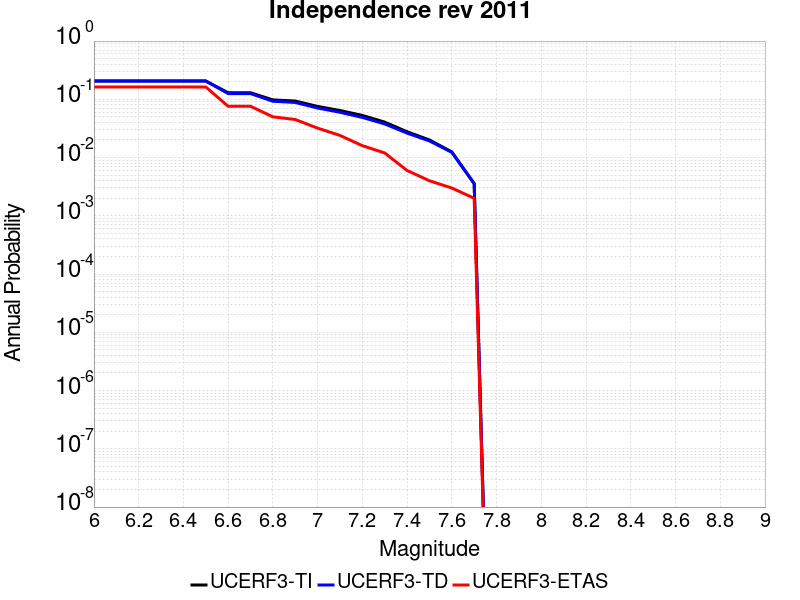 Independence rev 2011
10^0
10^-1
10^-2
10^-3
10^-4
10^-5
10^-6
10^-7
10^-8
Annual Probability
6 6.2 6.4 6.6 6.8 7 7.2 7.4 7.6 7.8 8 8.2 8.4 8.6 8.8 9
Magnitude
UCERF3-TI UCERF3-TD UCERF3-ETAS